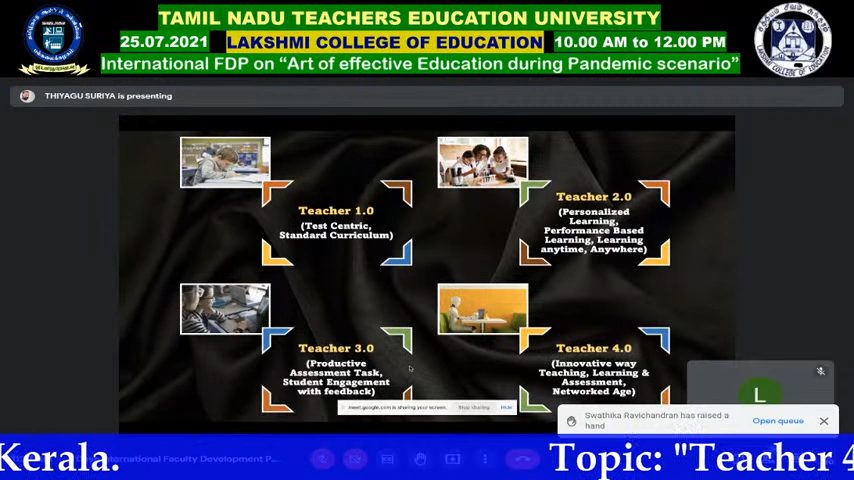 TAMIL NADU TEACHERS EDUCATION UNIVERSITY
25.07.2021 LAKSHMI COLLEGE OF EDUCATION 10.00 AM to 12.00 PM
International FDP on “Art of effective Education during Pandemic scenario”
THIYAGU SURIYA is presenting
Teacher 1.0
(Test Centric,
Standard Curriculum)
Teacher 2.0
(Personalized
Learning,
Performance Based
Learning, Learning
anytime, Anywhere)
Teacher 3.0
(Productive
Assessment Task,
Student Engagement
with feedback)
Teacher 4.0
(Innovative way
Teaching, Learning &
Assessment,
Networked Age)
meet.google.com is sharing your screen. Stop sharing Hide
L
Swathika Ravichandran has raised a
hand
Open queue
Kerala. Topic: "Teacher 4
International Faculty Development P...